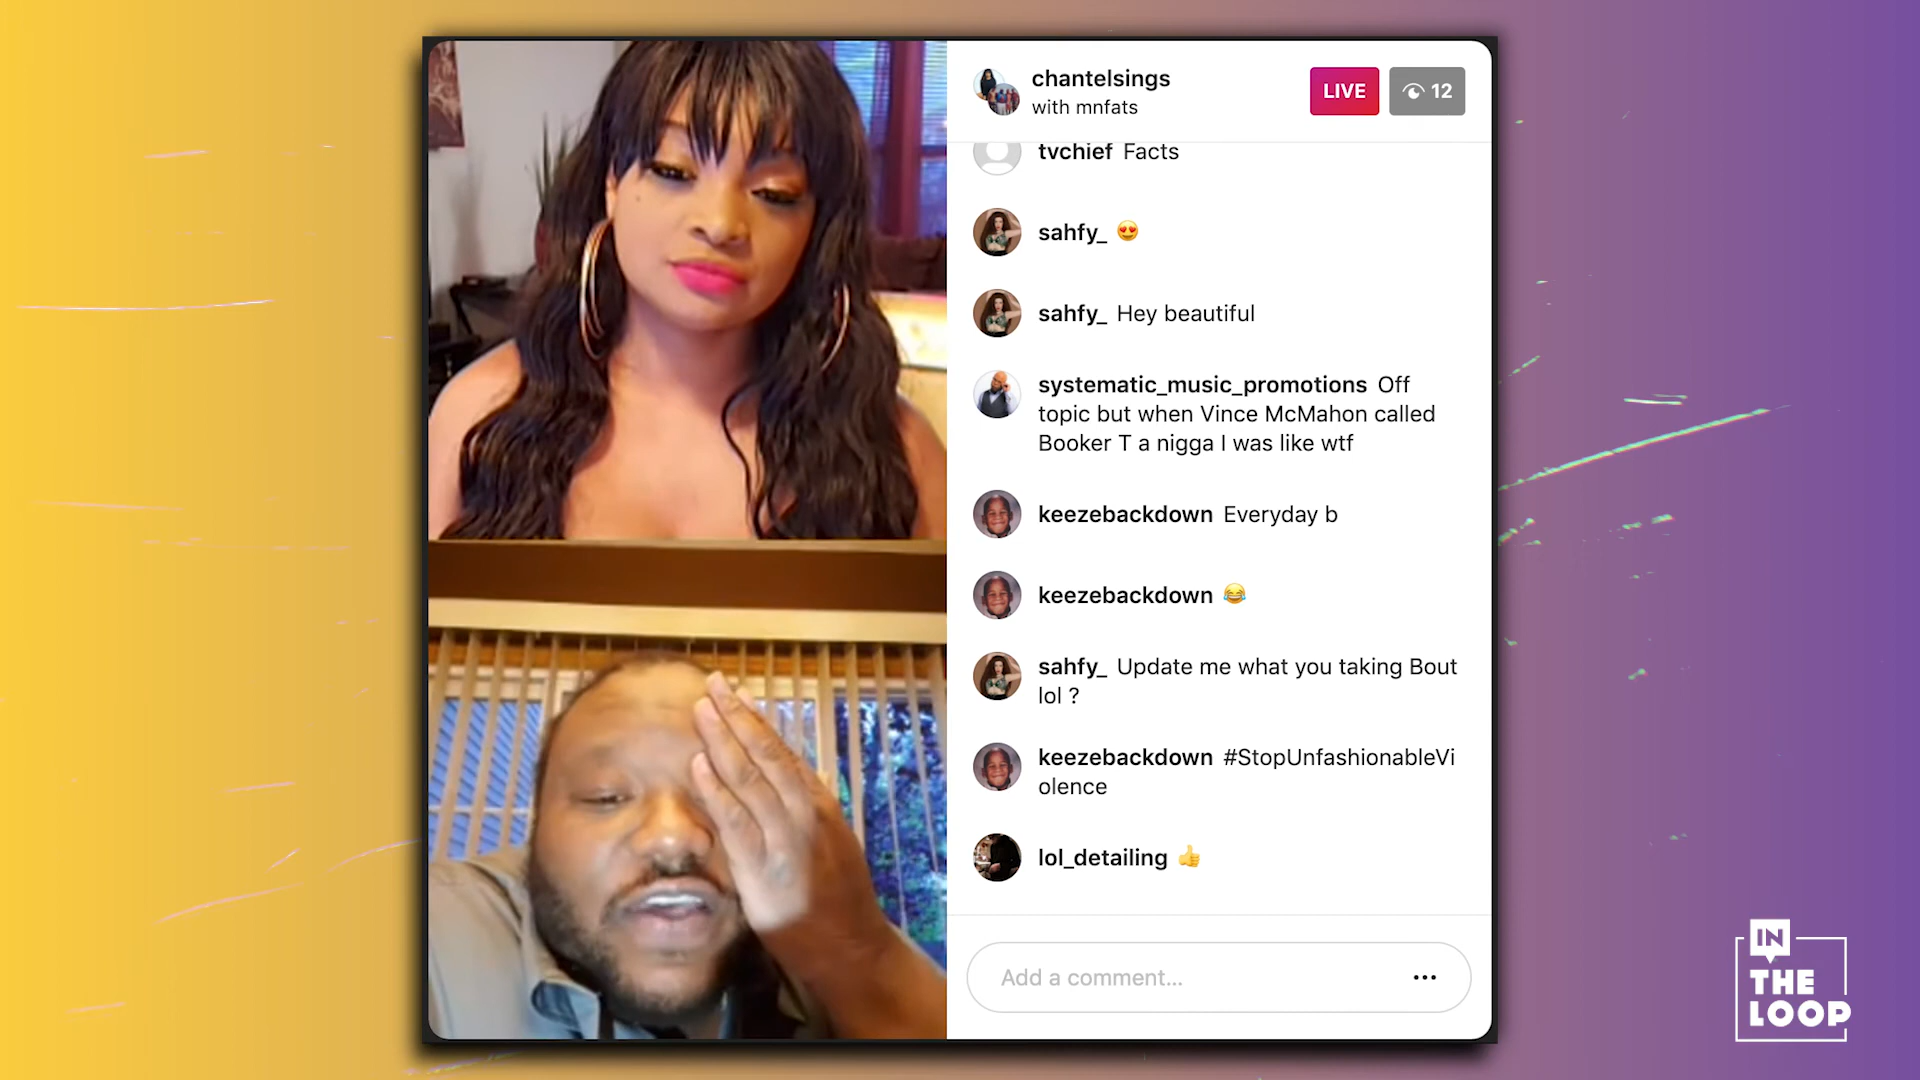 chantelsings
with mnfats
LIVE
12
tvchief Facts
sahfy_ 😍
sahfy_ Hey beautiful
systematic_music_promotions Off
topic but when Vince McMahon called
Booker T a nigga I was like wtf
keezebackdown Everyday b
keezebackdown 😂
sahfy_ Update me what you taking Bout
lol ?
keezebackdown #StopUnfashionableVi
olence
lol_detailing 👍
Add a comment...
IN
THE
LOOP